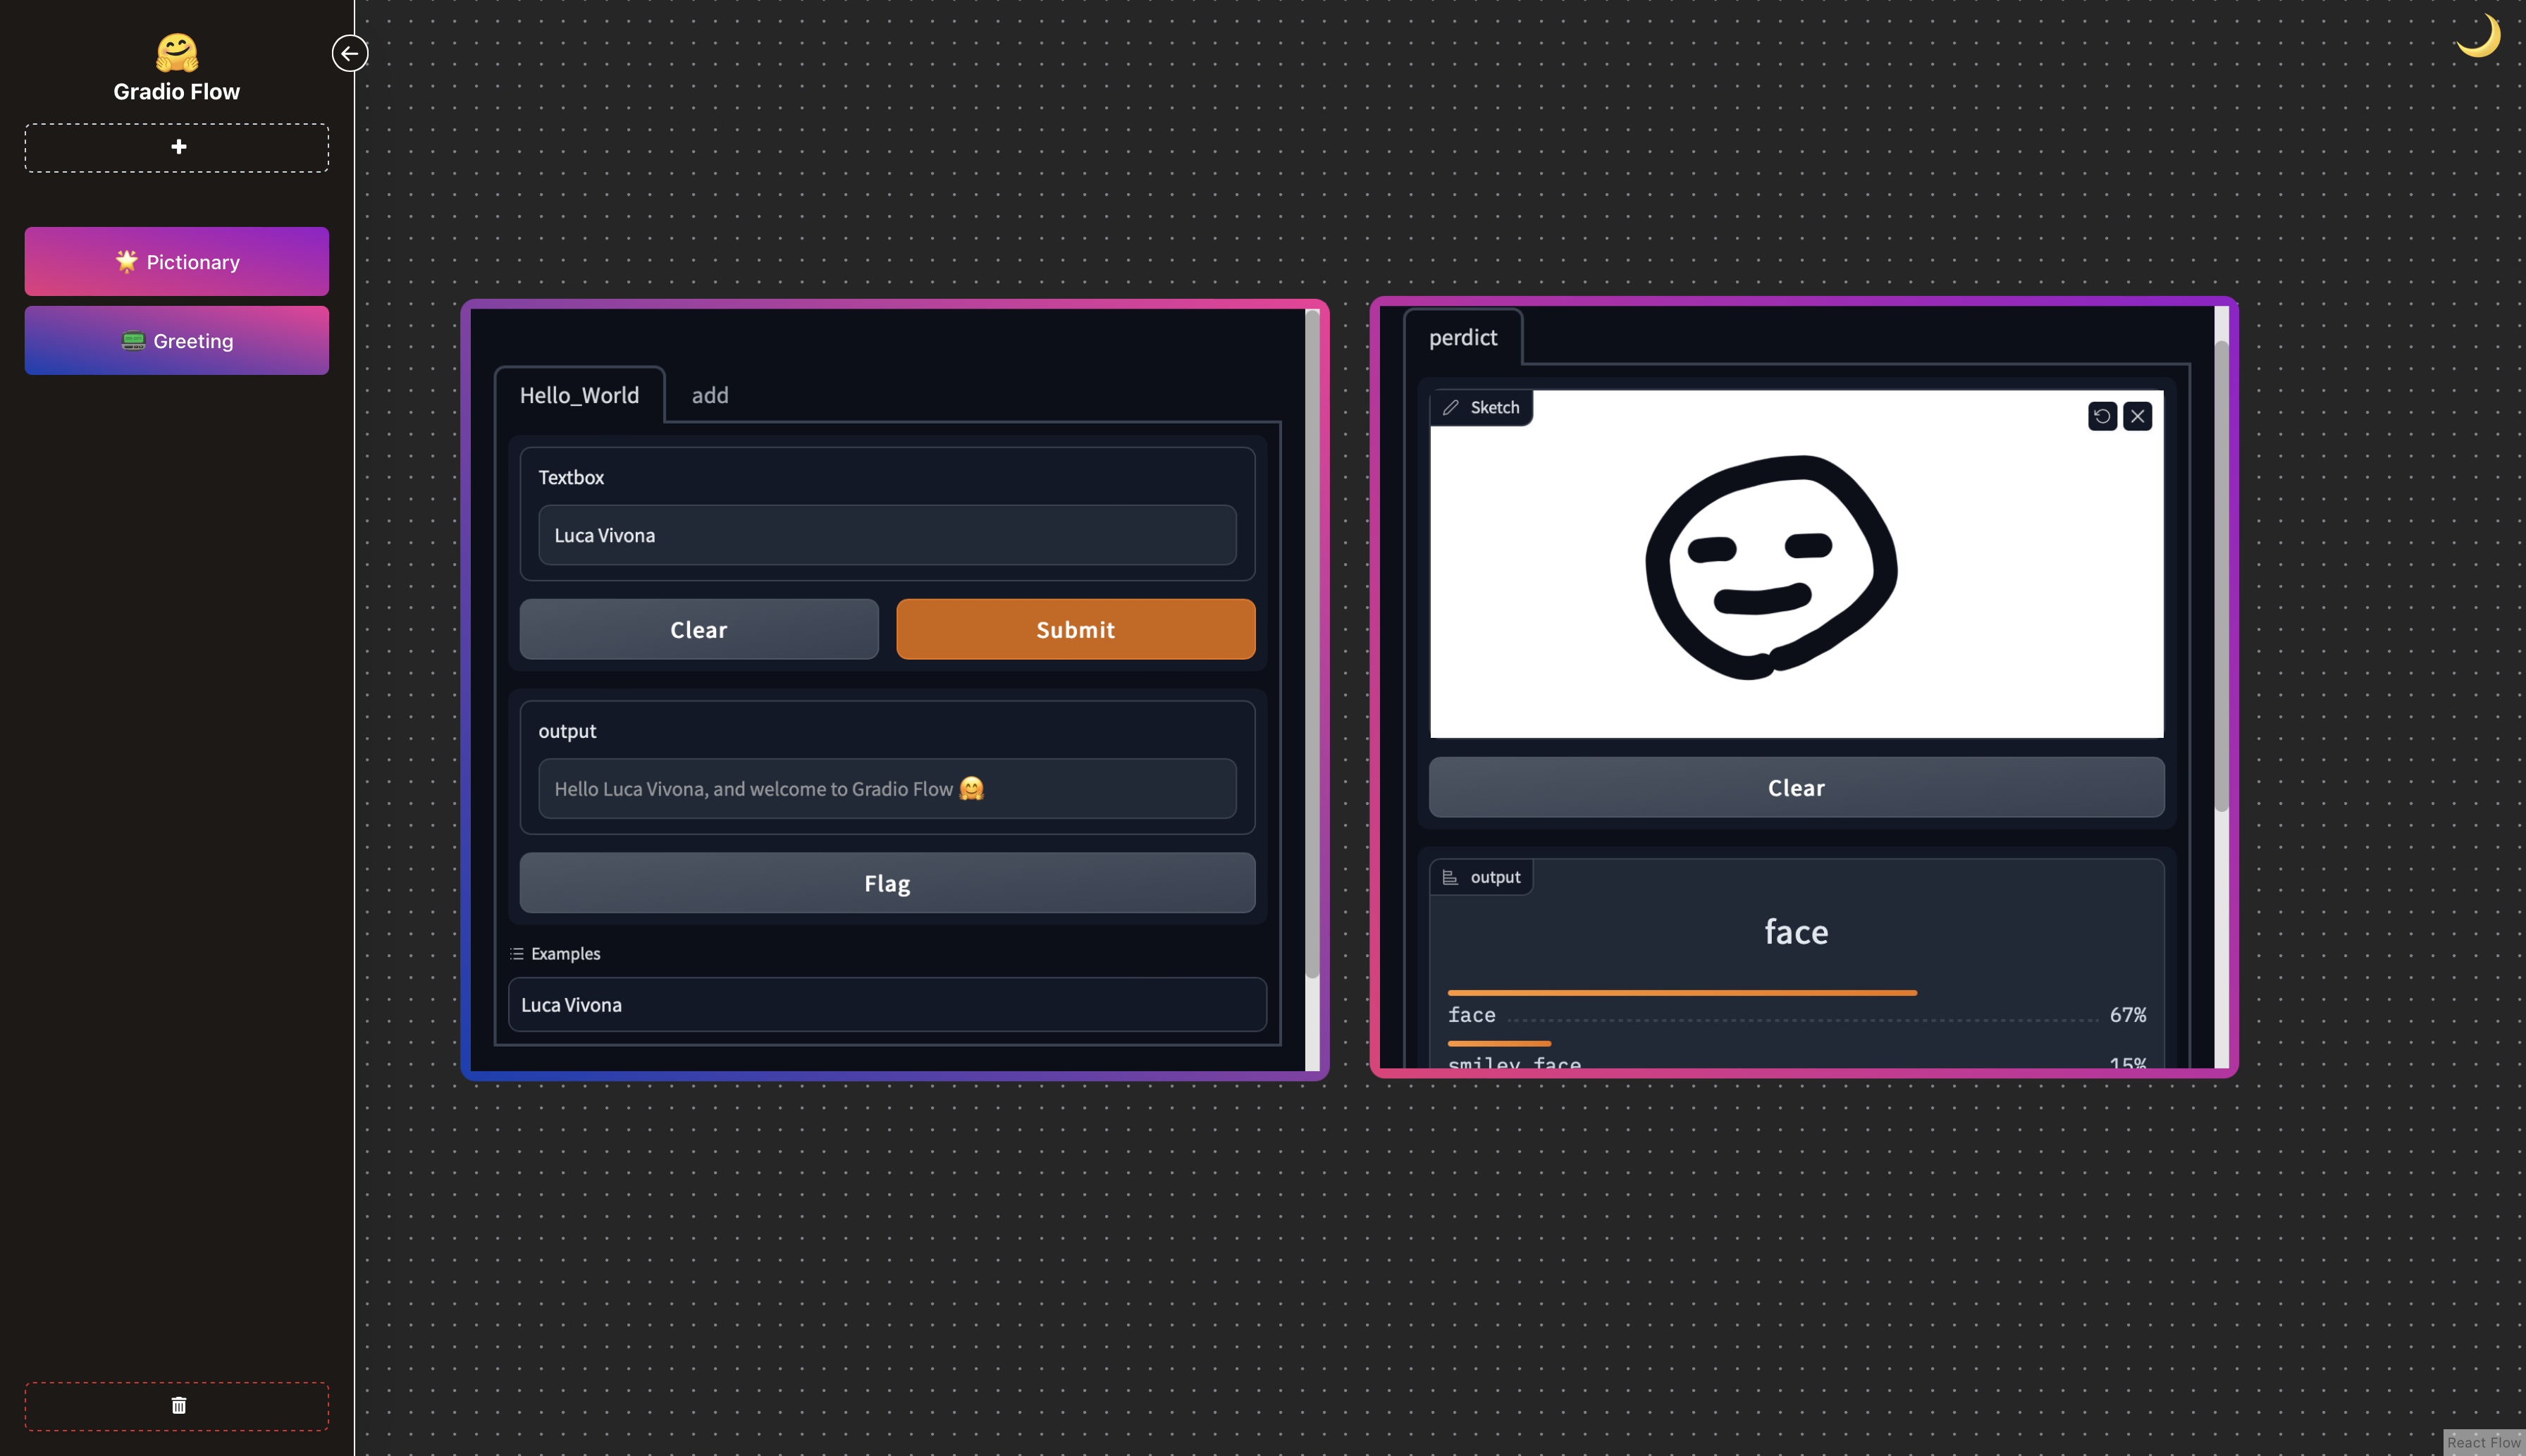 Gradio Flow
Pictionary
Greeting
Hello_World
add
Textbox
Luca Vivona
Clear
Submit
output
Hello Luca Vivona, and welcome to Gradio Flow 🤗
Flag
Examples
Luca Vivona
perdict
Sketch
Clear
output
face
face 67%
smiley face 15%
React Flow